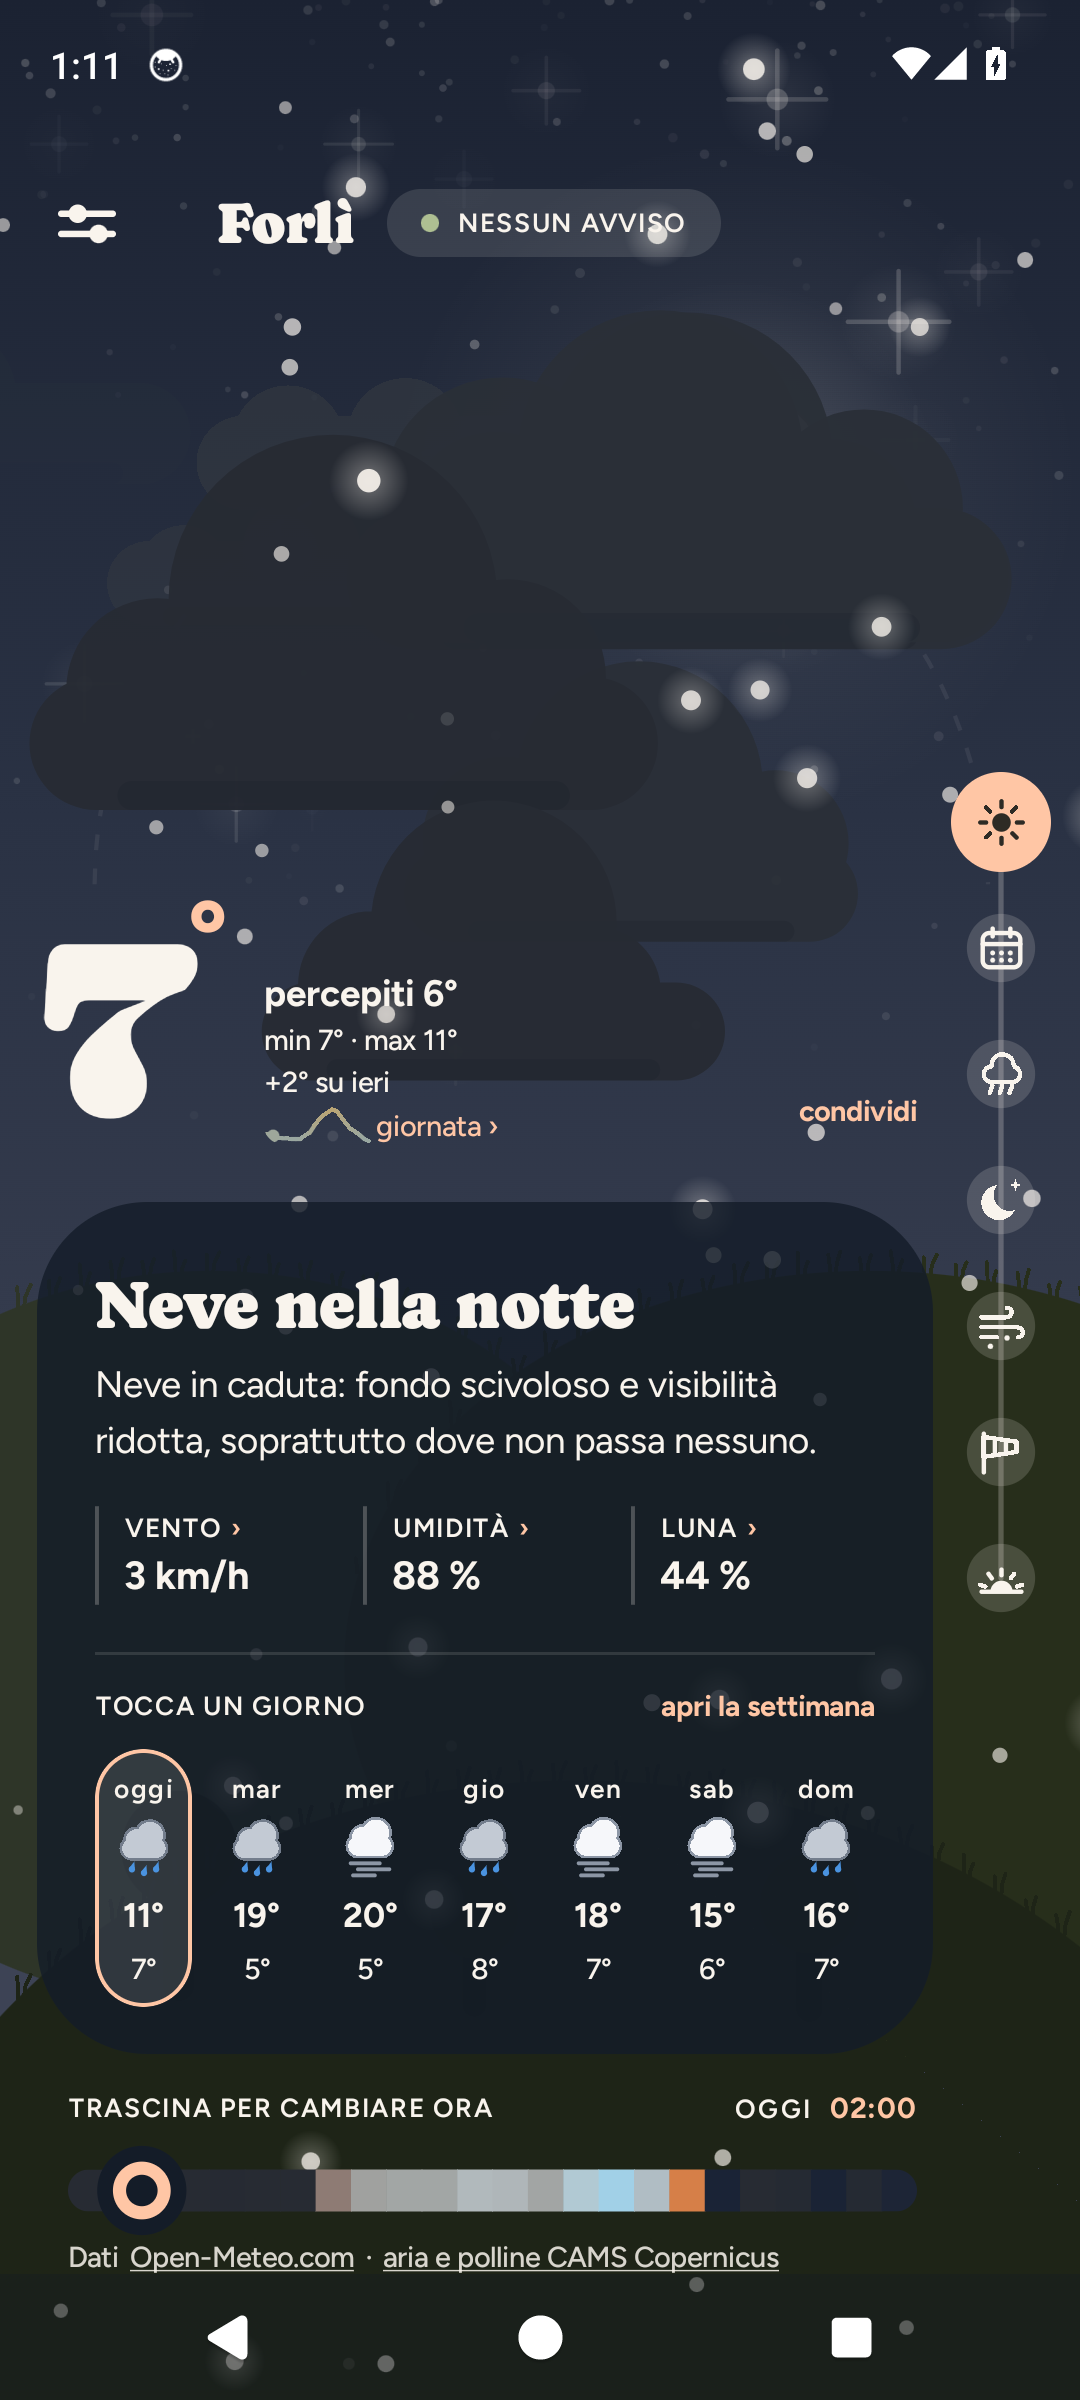 1:11
Forlì
NESSUN AVVISO
7°
percepiti 6°
min 7° · max 11°
+2° su ieri
giornata ›
condividi
Neve nella notte
Neve in caduta: fondo scivoloso e visibilità
ridotta, soprattutto dove non passa nessuno.
VENTO › UMIDITÀ › LUNA ›
3 km/h 88 % 44 %
TOCCA UN GIORNO apri la settimana
oggi mar mer gio ven sab dom
11° 19° 20° 17° 18° 15° 16°
7° 5° 5° 8° 7° 6° 7°
TRASCINA PER CAMBIARE ORA OGGI 02:00
Dati Open-Meteo.com · aria e polline CAMS Copernicus